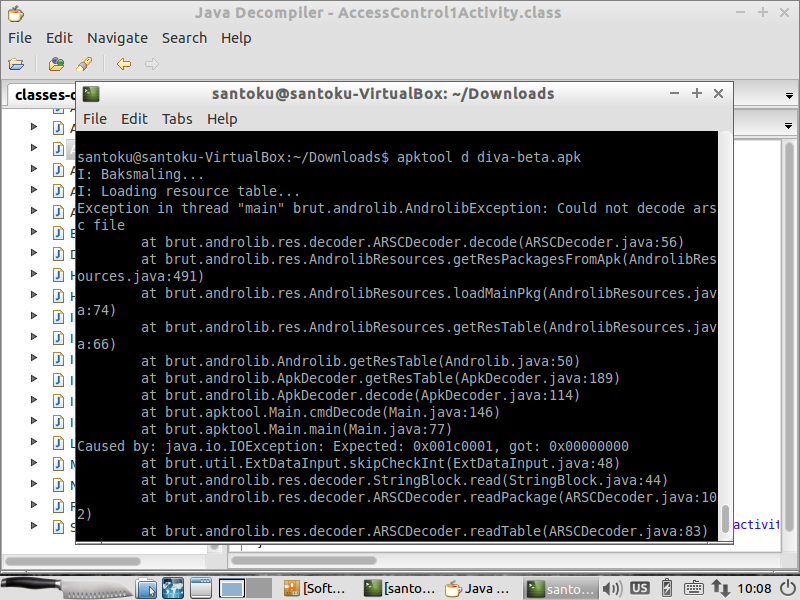 Java Decompiler - AccessControl1Activity.class
File Edit Navigate Search Help
classes-
santoku@santoku-VirtualBox: ~/Downloads
File Edit Tabs Help
santoku@santoku-VirtualBox:~/Downloads$ apktool d diva-beta.apk
I: Baksmaling...
I: Loading resource table...
Exception in thread "main" brut.androlib.AndrolibException: Could not decode ars
c file
at brut.androlib.res.decoder.ARSCDecoder.decode(ARSCDecoder.java:56)
at brut.androlib.res.AndrolibResources.getResPackagesFromApk(AndrolibRes
ources.java:491)
at brut.androlib.res.AndrolibResources.loadMainPkg(AndrolibResources.jav
a:74)
at brut.androlib.res.AndrolibResources.getResTable(AndrolibResources.jav
a:66)
at brut.androlib.Androlib.getResTable(Androlib.java:50)
at brut.androlib.ApkDecoder.getResTable(ApkDecoder.java:189)
at brut.androlib.ApkDecoder.decode(ApkDecoder.java:114)
at brut.apktool.Main.cmdDecode(Main.java:146)
at brut.apktool.Main.main(Main.java:77)
Caused by: java.io.IOException: Expected: 0x001c0001, got: 0x00000000
at brut.util.ExtDataInput.skipCheckInt(ExtDataInput.java:48)
at brut.androlib.res.decoder.StringBlock.read(StringBlock.java:44)
at brut.androlib.res.decoder.ARSCDecoder.readPackage(ARSCDecoder.java:10
2)
at brut.androlib.res.decoder.ARSCDecoder.readTable(ARSCDecoder.java:83)
activit
[Soft... [santo... Java ... santo... US 10:08